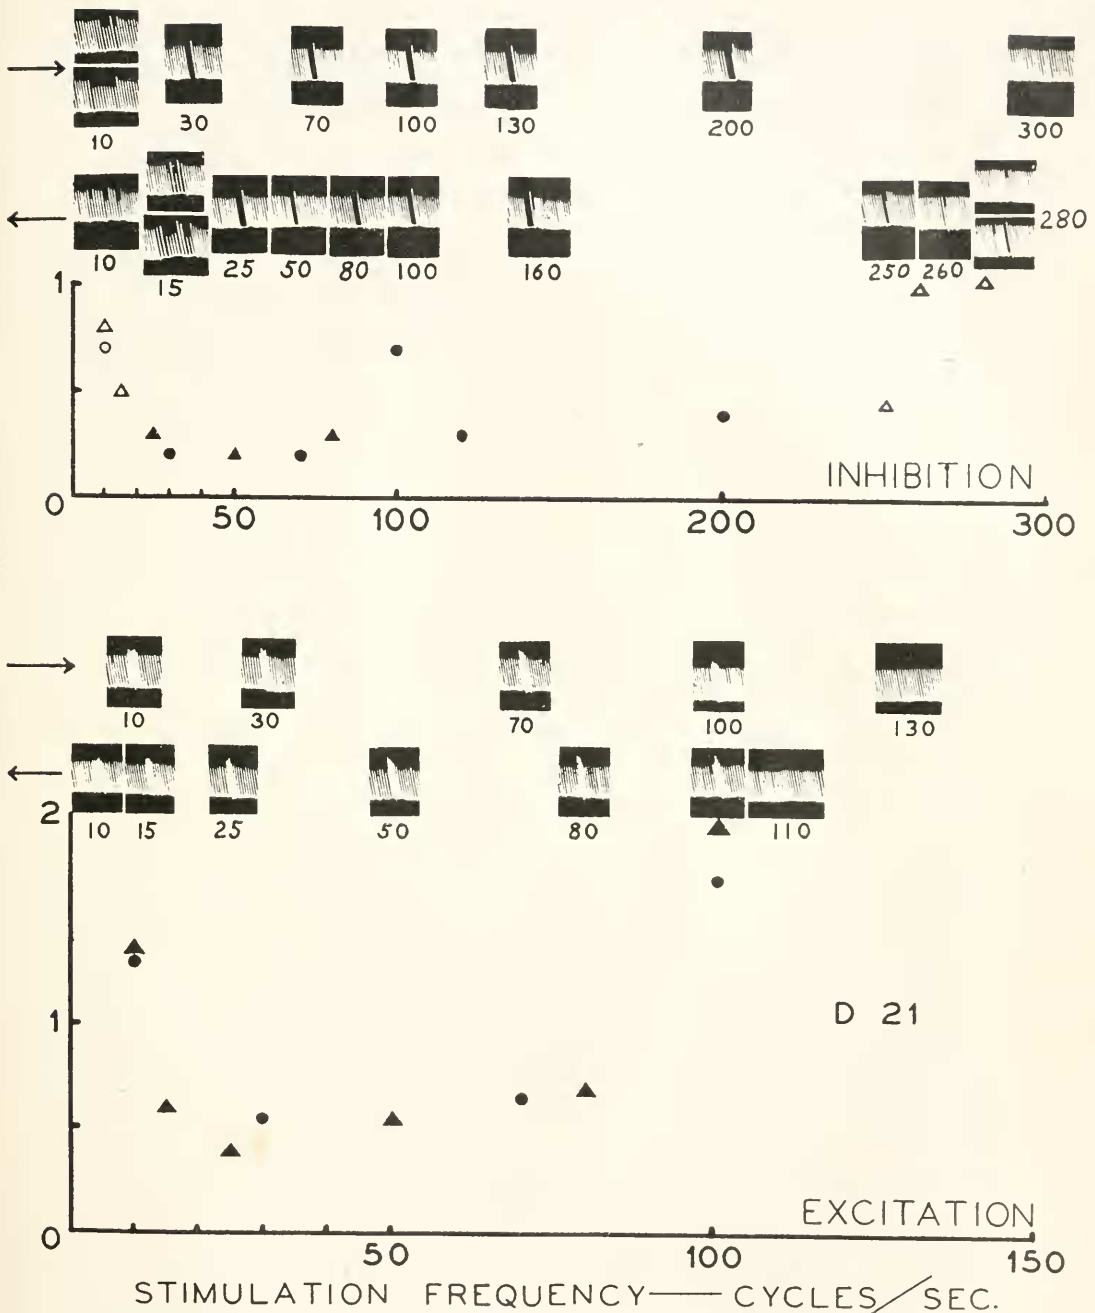 10 30 70 100 130 200 300
10 15 25 50 80 100 160 250 260 280
1
INHIBITION
0 50 100 200 300
10 30 70 100 130
10 15 25 50 80 100 110
2
1
D 21
EXCITATION
0 50 100 150
STIMULATION FREQUENCY — CYCLES/SEC.